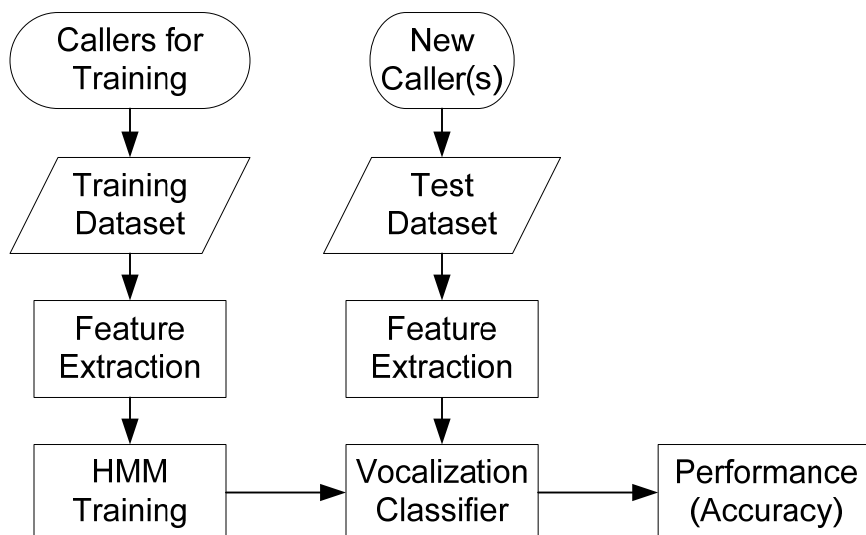 Callers for
Training
New
Caller(s)
Training
Dataset
Test
Dataset
Feature
Extraction
Feature
Extraction
HMM
Training
Vocalization
Classifier
Performance
(Accuracy)